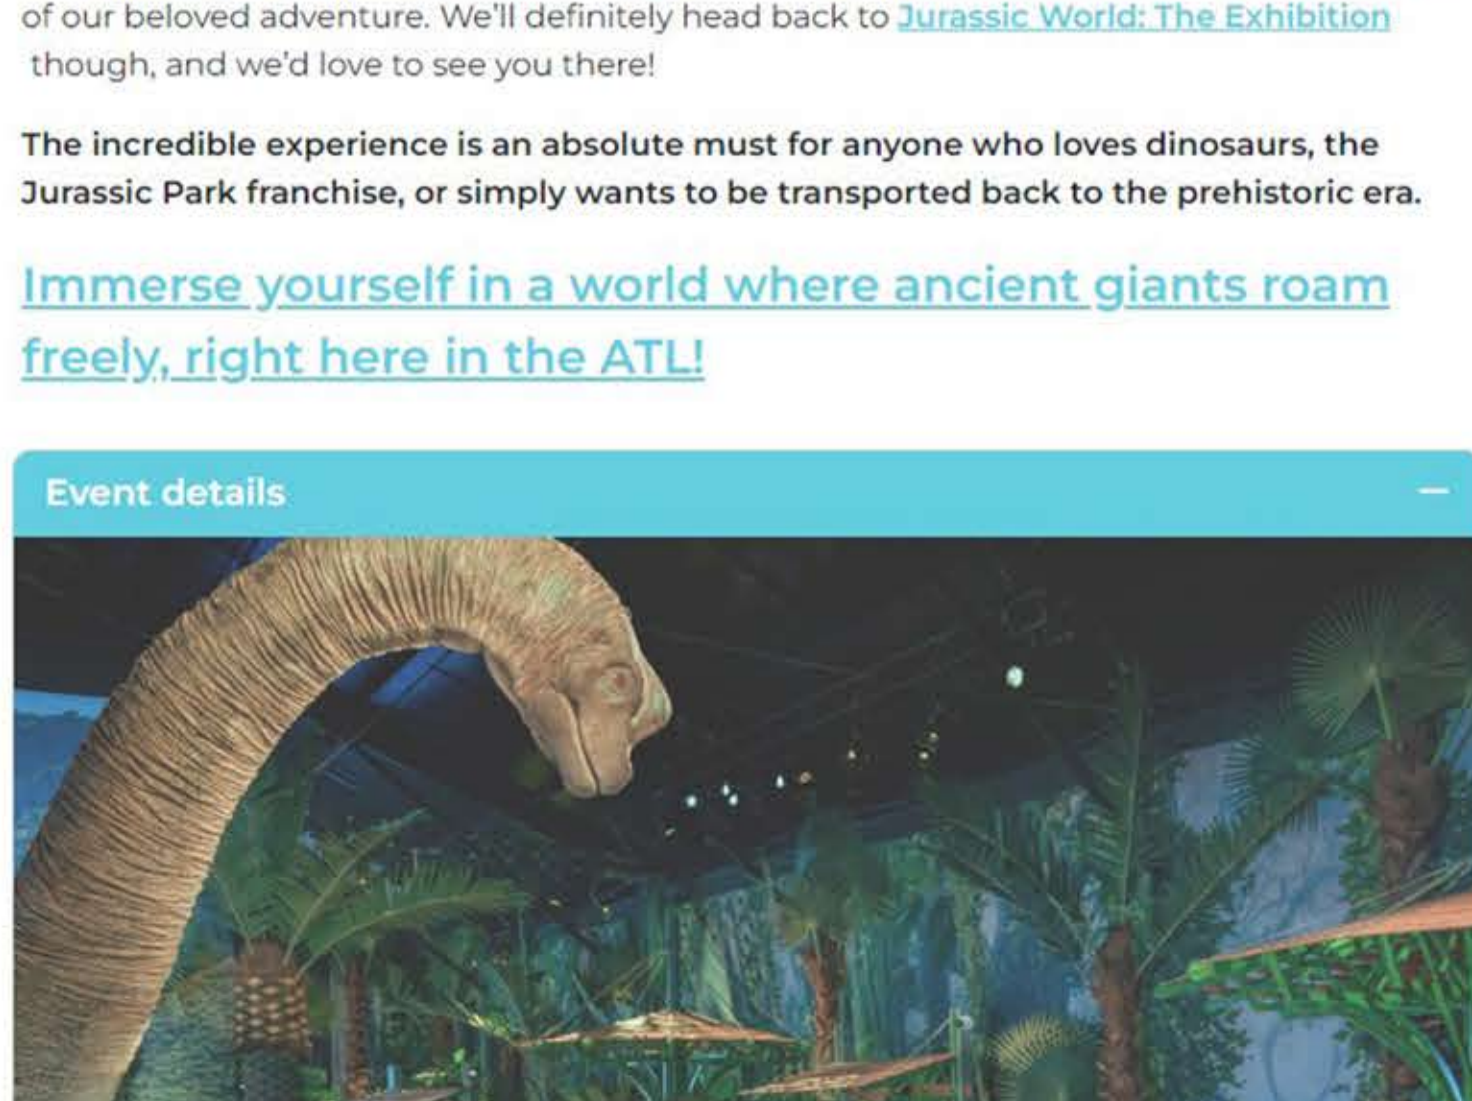 of our beloved adventure. We'll definitely head back to Jurassic World: The Exhibition
though, and we'd love to see you there!
The incredible experience is an absolute must for anyone who loves dinosaurs, the
Jurassic Park franchise, or simply wants to be transported back to the prehistoric era.
Immerse yourself in a world where ancient giants roam
freely, right here in the ATL!
Event details